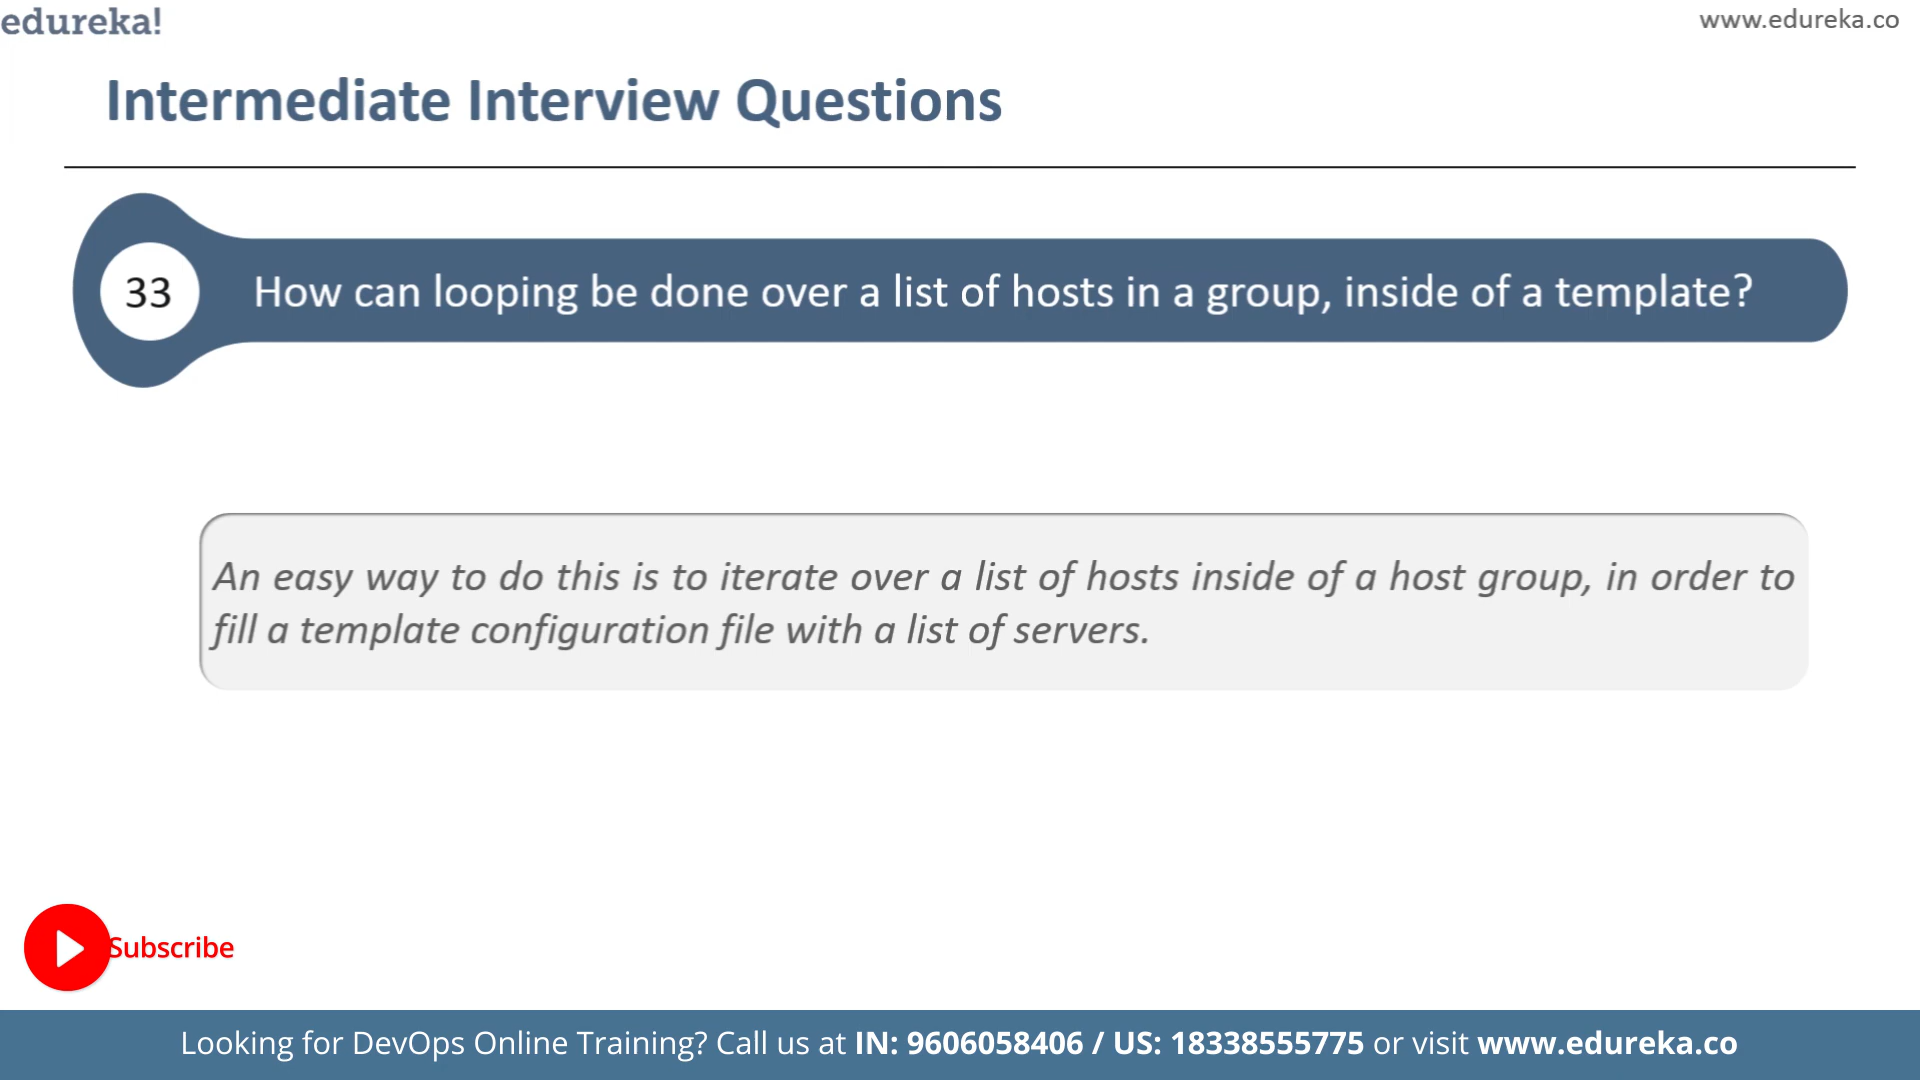 edureka!
www.edureka.co
Intermediate Interview Questions
33
How can looping be done over a list of hosts in a group, inside of a template?
An easy way to do this is to iterate over a list of hosts inside of a host group, in order to
fill a template configuration file with a list of servers.
Subscribe
Looking for DevOps Online Training? Call us at IN: 9606058406 / US: 18338555775 or visit www.edureka.co